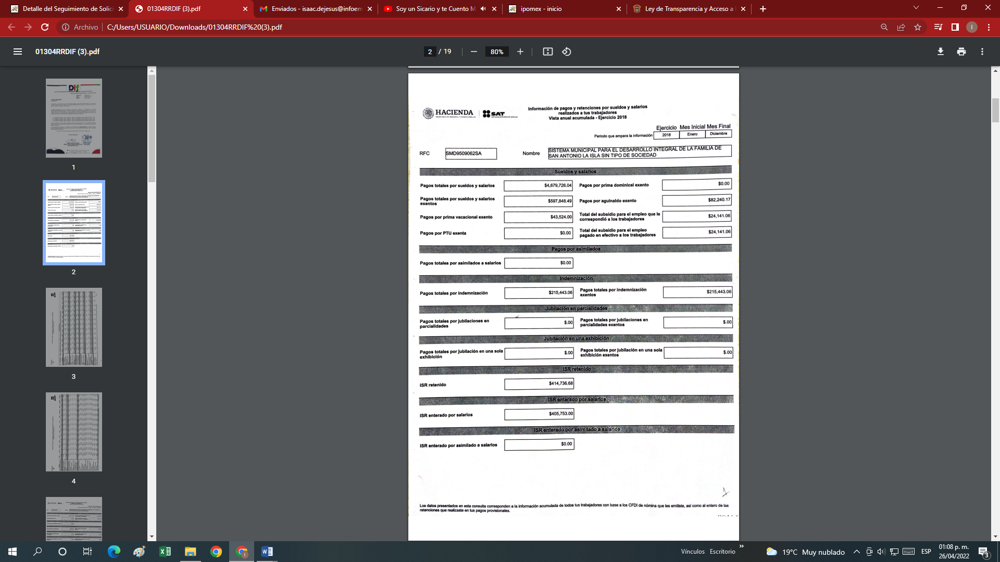 Detalle del Seguimiento de Solici
01304RRDIF (3).pdf
Enviados - isaac.dejesus@infoem
Soy un Sicario y te Cuento M
ipomex - inicio
Ley de Transparencia y Acceso a l
Archivo
C:/Users/USUARIO/Downloads/01304RRDIF%20(3).pdf
I
01304RRDIF (3).pdf
2 / 19
80%
1
2
3
4
HACIENDA
SAT
Información de pagos y retenciones por sueldos y salarios
realizados a tus trabajadores
Vista anual acumulada - Ejercicio 2018
Ejercicio Mes Inicial Mes Final
Periodo que ampara la información 2018 Enero Diciembre
RFC SMD9509062SA
Nombre SISTEMA MUNICIPAL PARA EL DESARROLLO INTEGRAL DE LA FAMILIA DE
SAN ANTONIO LA ISLA SIN TIPO DE SOCIEDAD
Sueldos y salarios
Pagos totales por sueldos y salarios $4,679,726.04
Pagos por prima dominical exento $0.00
Pagos totales por sueldos y salarios
exentos $597,848.49
Pagos por aguinaldo exento $82,240.17
Pagos por prima vacacional exento $43,524.00
Total del subsidio para el empleo que le
correspondió a los trabajadores $24,141.06
Pagos por PTU exenta $0.00
Total del subsidio para el empleo
pagado en efectivo a los trabajadores $24,141.06
Pagos por asimilados
Pagos totales por asimilados a salarios $0.00
Indemnización
Pagos totales por indemnización $215,443.06
Pagos totales por indemnización
exentos $215,443.06
Jubilación en parcialidades
Pagos totales por jubilaciones en
parcialidades $.00
Pagos totales por jubilaciones en
parcialidades exentos $.00
Jubilación en una exhibición
Pagos totales por jubilación en una sola
exhibición $.00
Pagos totales por jubilación en una sola
exhibición exentos $.00
ISR retenido
ISR retenido $414,736.68
ISR enterado por salarios
ISR enterado por salarios $405,753.00
ISR enterado por asimilado a salarios
ISR enterado por asimilado a salarios $0.00
Los datos presentados en esta consulta corresponden a la información acumulada de todos tus trabajadores con base a los CFDI de nómina que les emitiste, así como al entero de las
retenciones que realizaste en tus pagos provisionales.
Vínculos
Escritorio
19°C Muy nublado
ESP
01:08 p. m.
26/04/2022
3